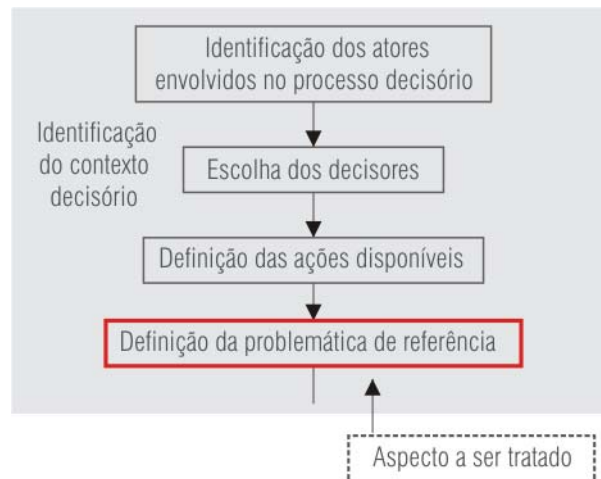 Identificação dos atores
envolvidos no processo decisório
Identificação
do contexto
decisório
Escolha dos decisores
Definição das ações disponíveis
Definição da problemática de referência
Aspecto a ser tratado